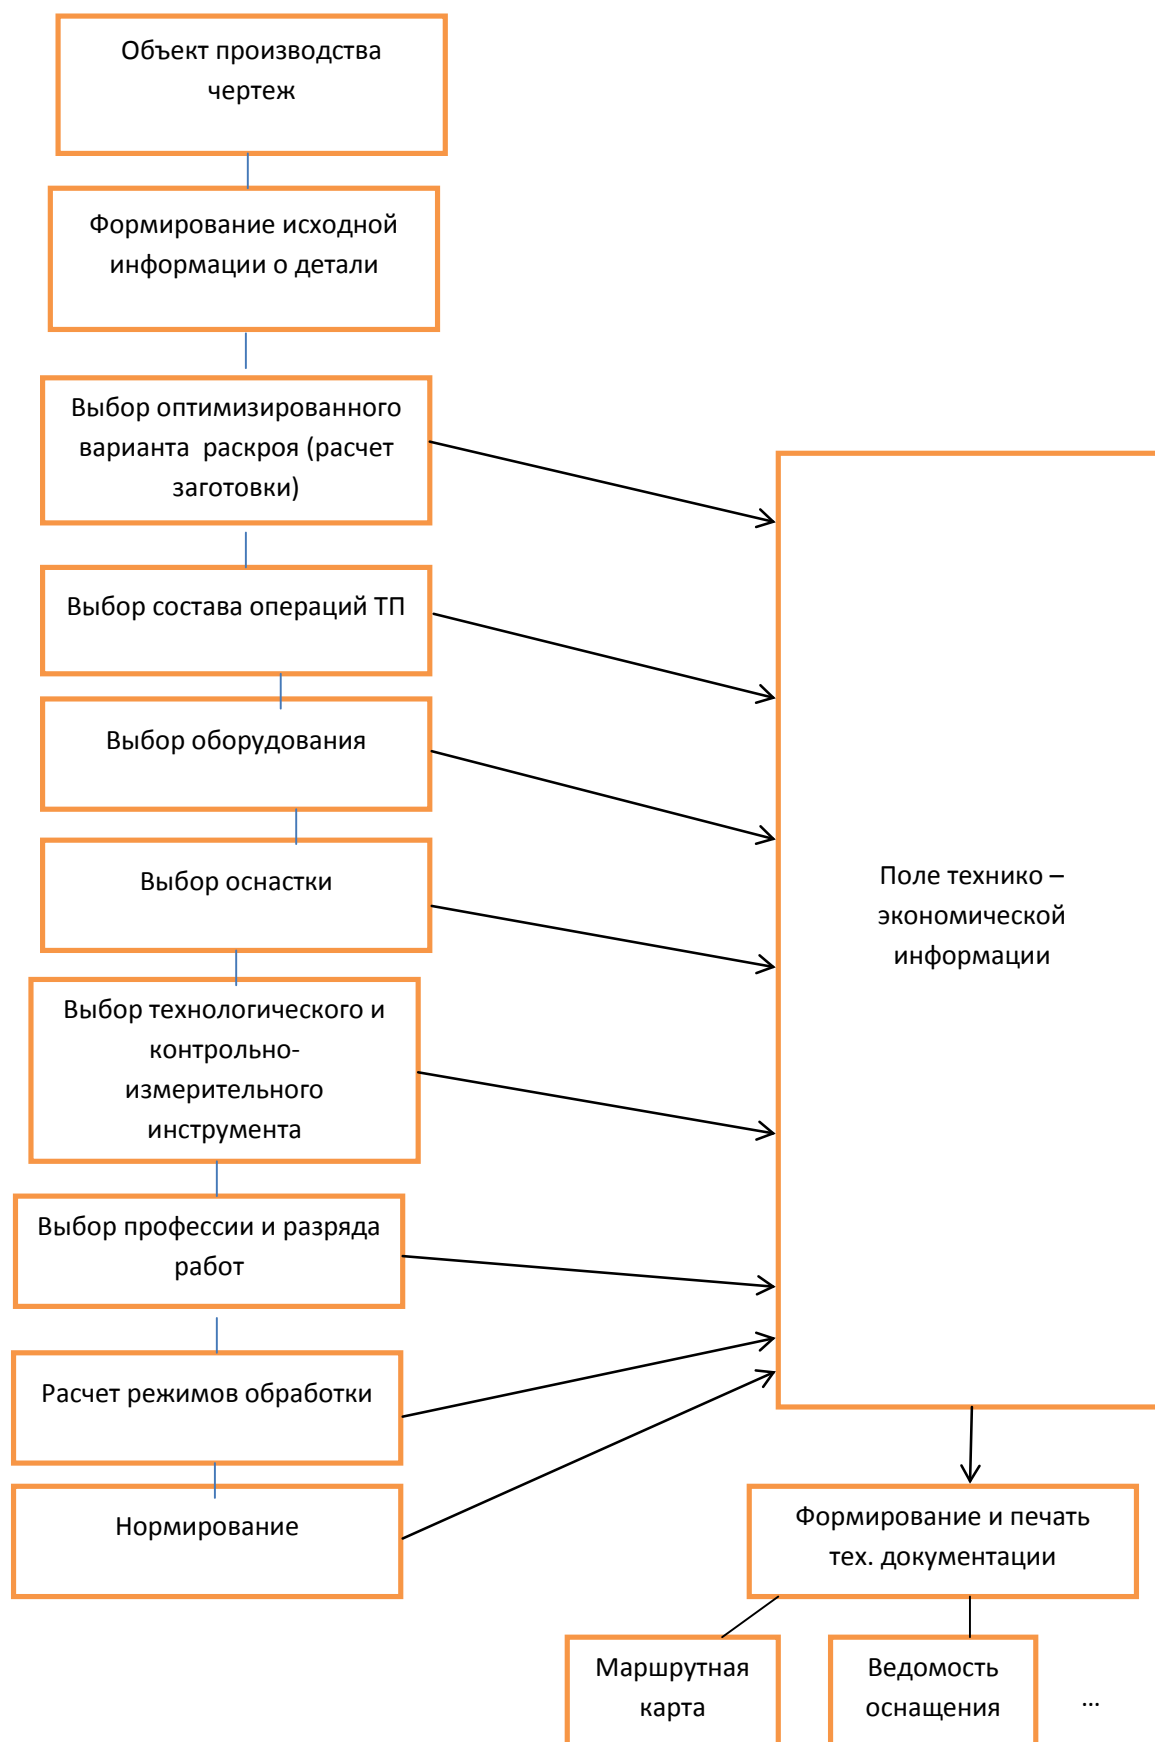 Объект производства
чертеж
Формирование исходной
информации о детали
Выбор оптимизированного
варианта раскроя (расчет
заготовки)
Выбор состава операций ТП
Выбор оборудования
Выбор оснастки
Выбор технологического и
контрольно-
измерительного
инструмента
Выбор профессии и разряда
работ
Расчет режимов обработки
Нормирование
Поле технико –
экономической
информации
Формирование и печать
тех. документации
Маршрутная
карта
Ведомость
оснащения
...